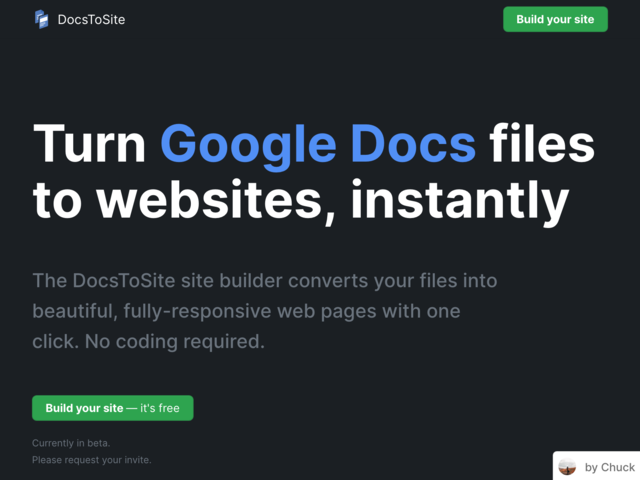 DocsToSite
Build your site
Turn Google Docs files
to websites, instantly
The DocsToSite site builder converts your files into
beautiful, fully-responsive web pages with one
click. No coding required.
Build your site — it's free
Currently in beta.
Please request your invite.
by Chuck